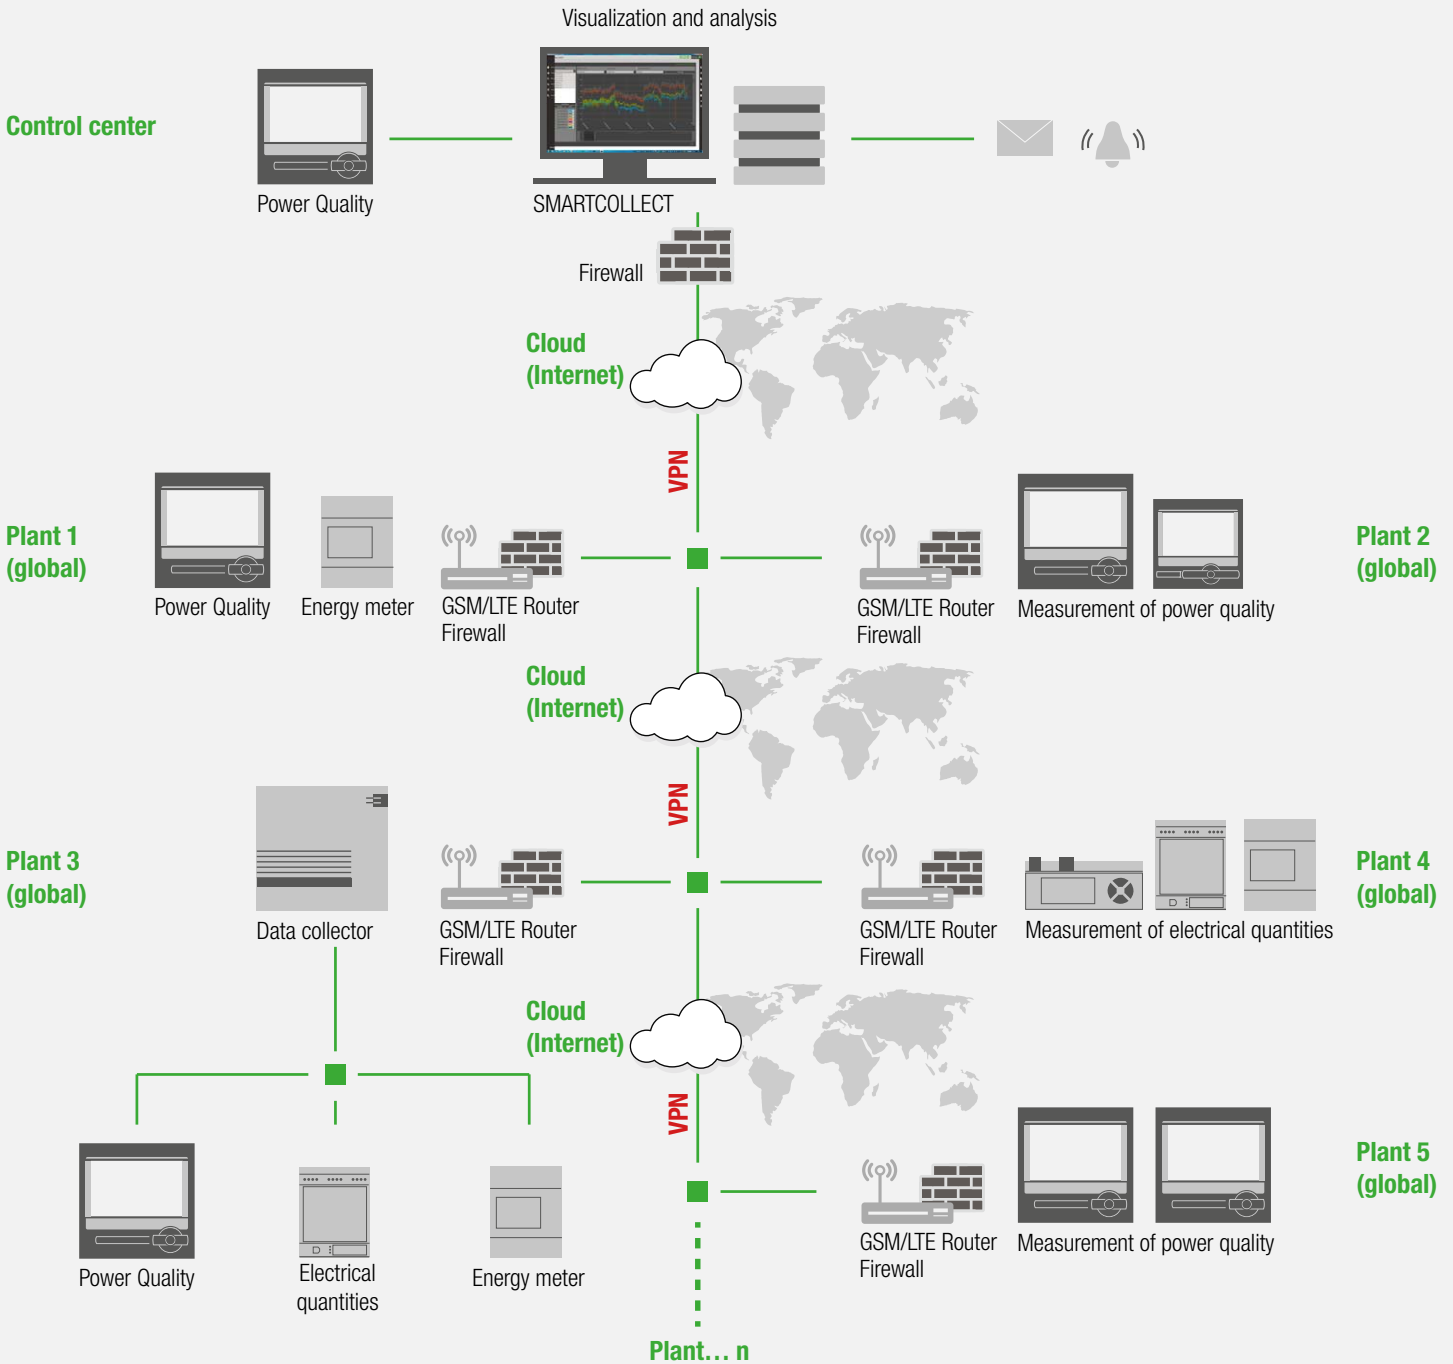 Visualization and analysis
Control center
Power Quality
SMARTCOLLECT
Firewall
Cloud
(Internet)
VPN
Plant 1
(global)
Power Quality
Energy meter
GSM/LTE Router
Firewall
GSM/LTE Router
Firewall
Measurement of power quality
Plant 2
(global)
Cloud
(Internet)
VPN
Plant 3
(global)
Data collector
GSM/LTE Router
Firewall
GSM/LTE Router
Firewall
Measurement of electrical quantities
Plant 4
(global)
Cloud
(Internet)
VPN
Power Quality
Electrical
quantities
Energy meter
GSM/LTE Router
Firewall
Measurement of power quality
Plant 5
(global)
Plant... n